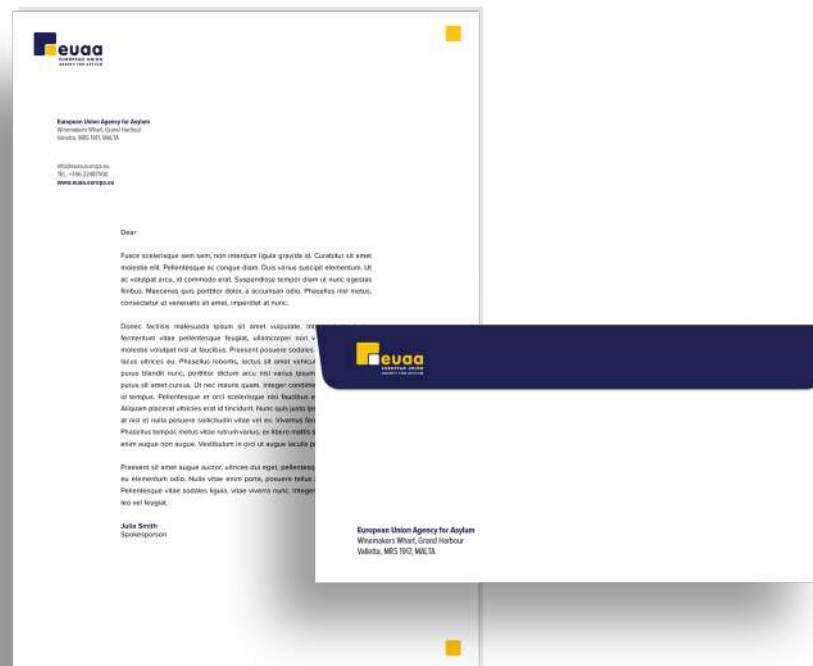 euaa
EUROPEAN UNION
AGENCY FOR ASYLUM
European Union Agency for Asylum
Winemakers Wharf, Grand Harbour
Valletta, MRS 1917, MALTA
info@euaa.europa.eu
TEL: +356 22487500
www.euaa.europa.eu
Dear
Fusce scelerisque sem sem, non interdum ligula gravida id. Curabitur sit amet
molestie elit. Pellentesque ac congue diam. Duis varius suscipit elementum. Ut
ac volutpat arcu, id commodo erat. Suspendisse tempor diam ut nunc egestas
finibus. Maecenas quis porttitor dolor, a accumsan odio. Phasellus nisl metus,
consectetur ut venenatis sit amet, imperdiet at nunc.
Donec facilisis malesuada ipsum sit amet vulputate.
fermentum vitae pellentesque feugiat, ullamcorper non
molestie volutpat nisl at faucibus. Praesent posuere sodales
lacus ultrices eu. Phasellus lobortis, lectus sit amet
purus blandit nunc, porttitor dictum arcu nisl varius ipsum
purus sit amet cursus. Ut nec mauris quam. Integer
id tempus. Pellentesque et orci scelerisque nisl faucibus
Aliquam placerat ultricies erat id tincidunt. Nunc quis justo
at nisl et nulla posuere sollicitudin vitae vel ex. Vivamus
Phasellus tempor, metus vitae rutrum varius, ex libero mattis
enim augue non augue. Vestibulum in orci ut augue iaculis
Praesent sit amet augue auctor, ultrices dui eget,
eu elementum odio. Nulla vitae enim porta, posuere tellus
Pellentesque vitae sodales ligula, vitae viverra nunc. Integer
leo vel feugiat.
Julia Smith
Spokesperson
euaa
EUROPEAN UNION
AGENCY FOR ASYLUM
European Union Agency for Asylum
Winemakers Wharf, Grand Harbour
Valletta, MRS 1917, MALTA